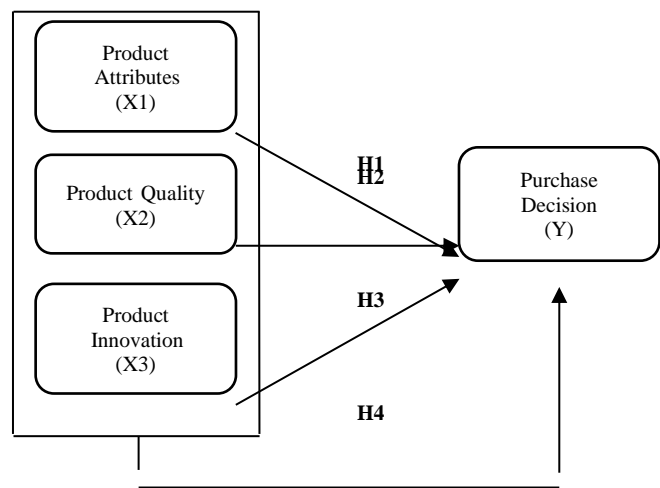 Product
Attributes
(X1)
H1
H2
Product Quality
(X2)
Purchase
Decision
(Y)
Product
Innovation
(X3)
H3
H4